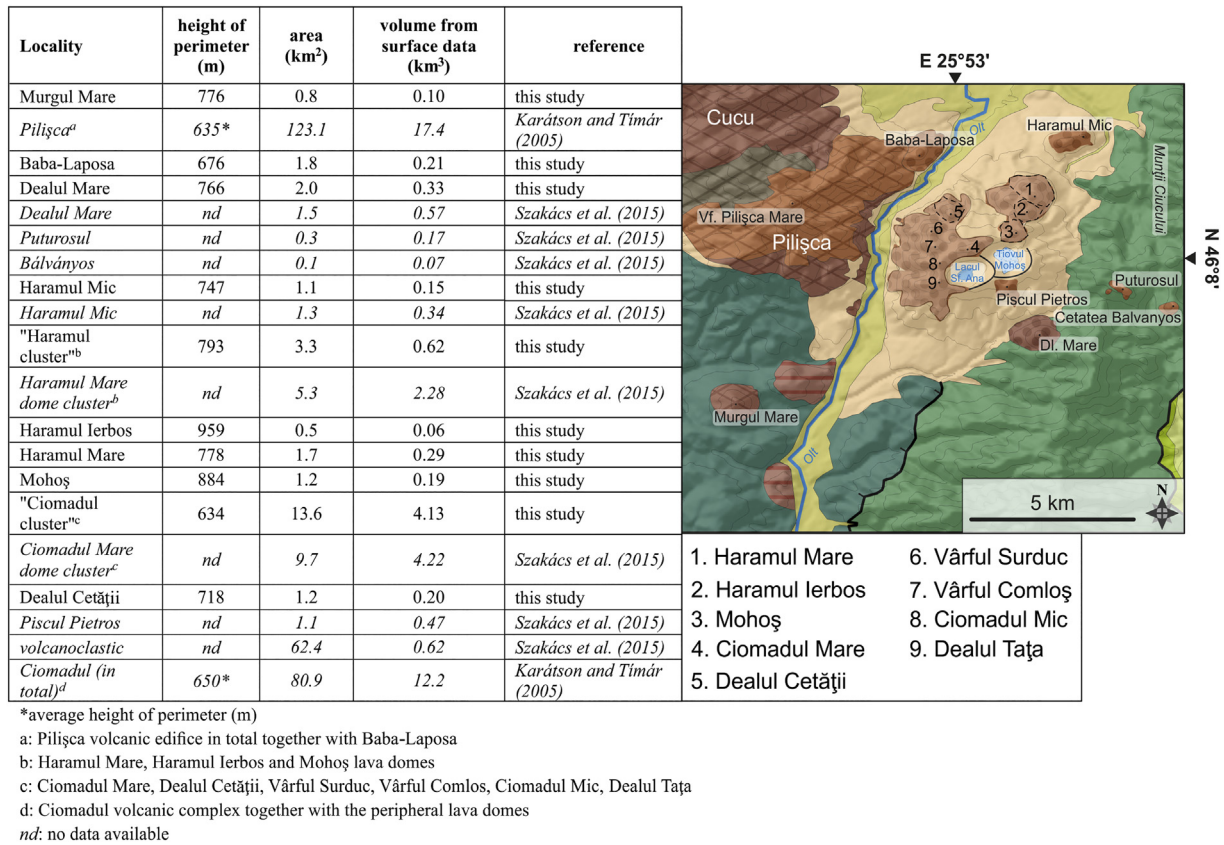 Locality height of perimeter (m) area (km²) volume from surface data (km³) reference
Murgul Mare 776 0.8 0.10 this study
Pilişcaᵃ 635* 123.1 17.4 Karátson and Tímár (2005)
Baba-Laposa 676 1.8 0.21 this study
Dealul Mare 766 2.0 0.33 this study
Dealul Mare nd 1.5 0.57 Szakács et al. (2015)
Puturosul nd 0.3 0.17 Szakács et al. (2015)
Bálványos nd 0.1 0.07 Szakács et al. (2015)
Haramul Mic 747 1.1 0.15 this study
Haramul Mic nd 1.3 0.34 Szakács et al. (2015)
"Haramul cluster"ᵇ 793 3.3 0.62 this study
Haramul Mare dome clusterᵇ nd 5.3 2.28 Szakács et al. (2015)
Haramul Ierbos 959 0.5 0.06 this study
Haramul Mare 778 1.7 0.29 this study
Mohoş 884 1.2 0.19 this study
"Ciomadul cluster"ᶜ 634 13.6 4.13 this study
Ciomadul Mare dome clusterᶜ nd 9.7 4.22 Szakács et al. (2015)
Dealul Cetăţii 718 1.2 0.20 this study
Piscul Pietros nd 1.1 0.47 Szakács et al. (2015)
volcanoclastic nd 62.4 0.62 Szakács et al. (2015)
Ciomadul (in total)ᵈ 650* 80.9 12.2 Karátson and Tímár (2005)
*average height of perimeter (m)
a: Pilişca volcanic edifice in total together with Baba-Laposa
b: Haramul Mare, Haramul Ierbos and Mohoş lava domes
c: Ciomadul Mare, Dealul Cetăţii, Vârful Surduc, Vârful Comlos, Ciomadul Mic, Dealul Taţa
d: Ciomadul volcanic complex together with the peripheral lava domes
nd: no data available
E 25°53'
N 46°8'
Cucu
Olt
Haramul Mic
Baba-Laposa
Munţii Ciucului
1
2
5
6
3
Vf. Pilişca Mare
Pilişca
7
4
Tiovul
Mohoş
8
Lacul
Sf. Ana
9
Puturosul
Piscul Pietros
Cetatea Balvanyos
Dl. Mare
Murgul Mare
Olt
5 km
N
1. Haramul Mare
2. Haramul Ierbos
3. Mohoş
4. Ciomadul Mare
5. Dealul Cetăţii
6. Vârful Surduc
7. Vârful Comloş
8. Ciomadul Mic
9. Dealul Taţa